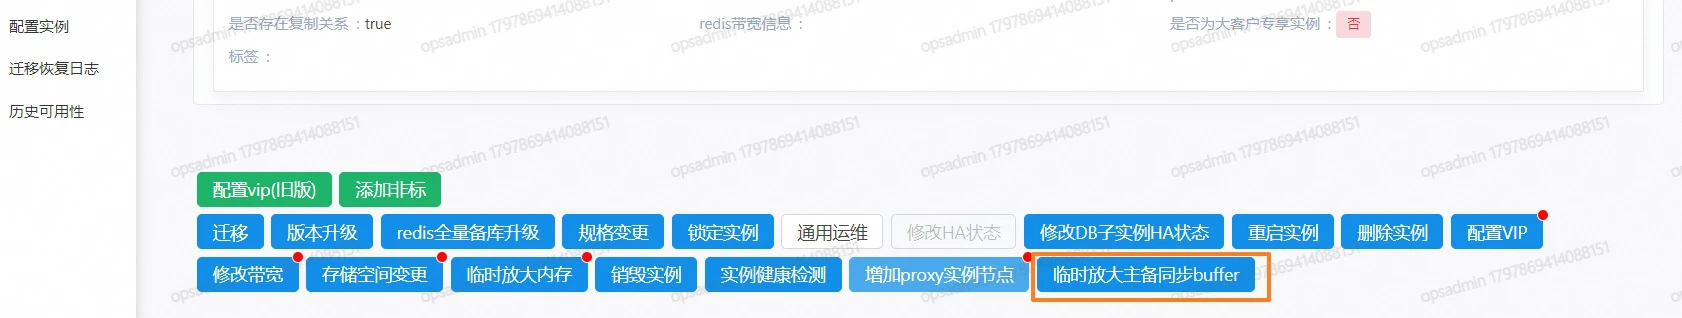 配置实例
迁移恢复日志
历史可用性
是否存在复制关系：true redis带宽信息： 是否为大客户专享实例：否
标签：
配置vip(旧版) 添加非标
迁移 版本升级 redis全量备库升级 规格变更 锁定实例 通用运维 修改HA状态 修改DB子实例HA状态 重启实例 删除实例 配置VIP
修改带宽 存储空间变更 临时放大内存 销毁实例 实例健康检测 增加proxy实例节点 临时放大主备同步buffer
opsadmin 1797869414088151